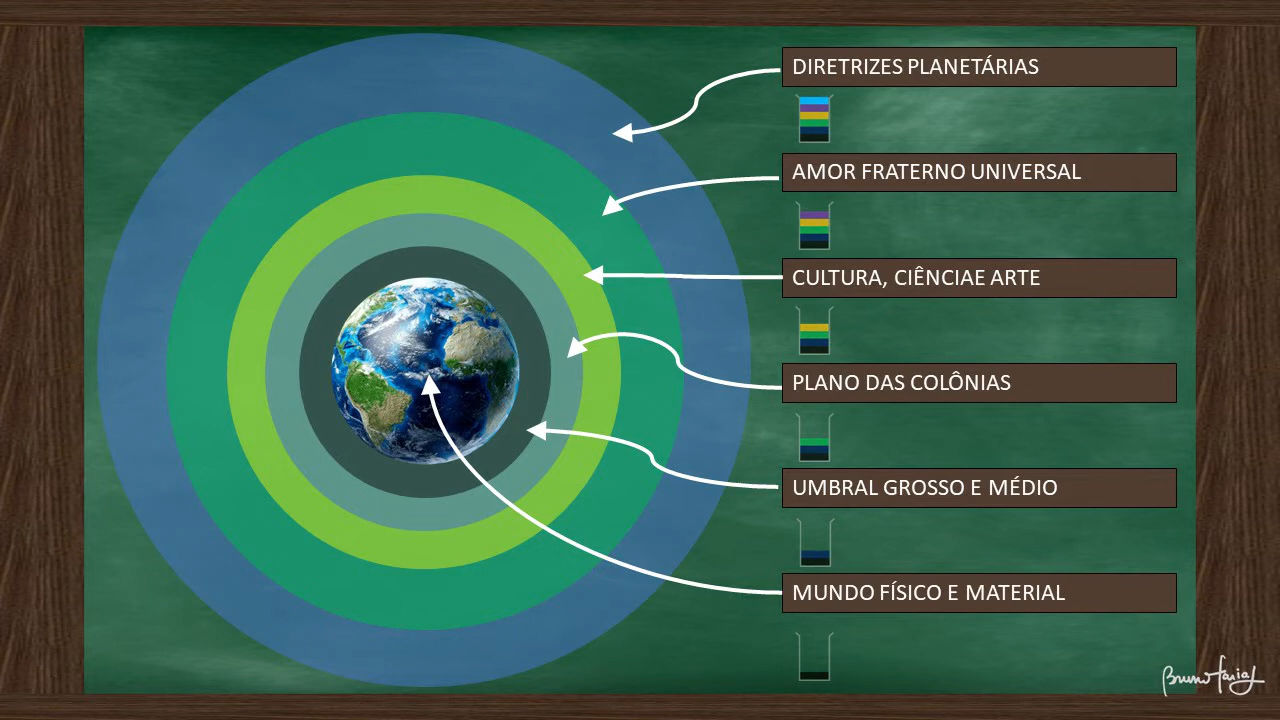 DIRETRIZES PLANETÁRIAS
AMOR FRATERNO UNIVERSAL
CULTURA, CIÊNCIAE ARTE
PLANO DAS COLÔNIAS
UMBRAL GROSSO E MÉDIO
MUNDO FÍSICO E MATERIAL
Bruno Farias